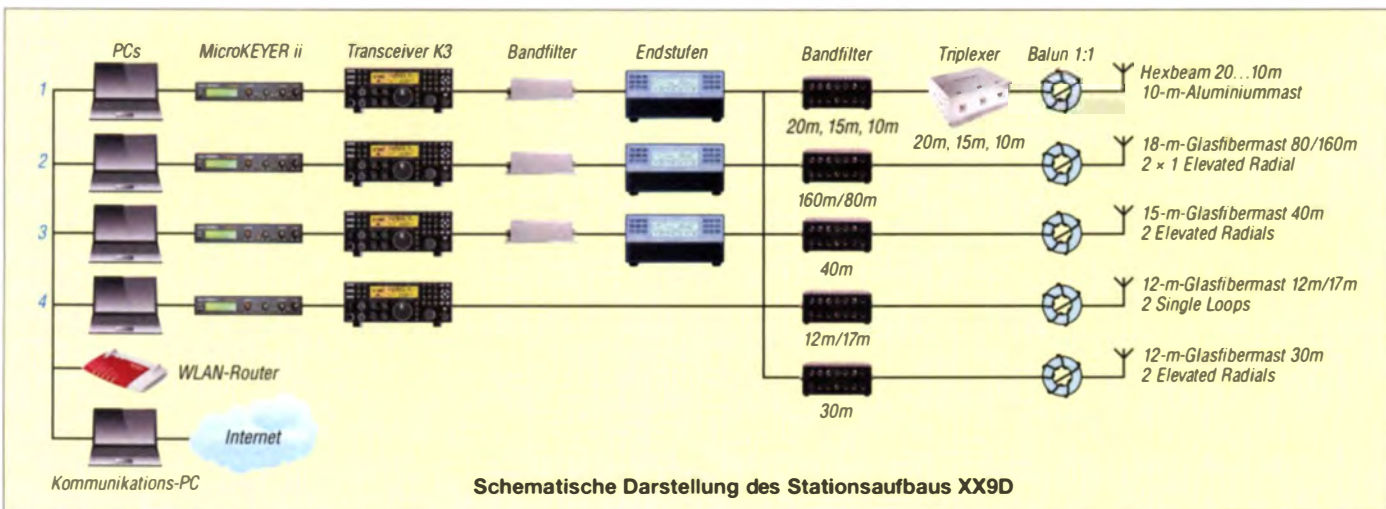 PCs MicroKEYER ii Transceiver K3 Bandfilter Endstufen Bandfilter Triplexer Balun 1:1
1
Hexbeam 20...10m
10-m-Aluminiummast
20m, 15m, 10m
20m, 15m, 10m
2
18-m-Glasfibermast 80/160m
2 × 1 Elevated Radial
160m/80m
3
15-m-Glasfibermast 40m
2 Elevated Radials
40m
4
12-m-Glasfibermast 12m/17m
2 Single Loops
12m/17m
WLAN-Router
12-m-Glasfibermast 30m
2 Elevated Radials
30m
Internet
Kommunikations-PC
Schematische Darstellung des Stationsaufbaus XX9D